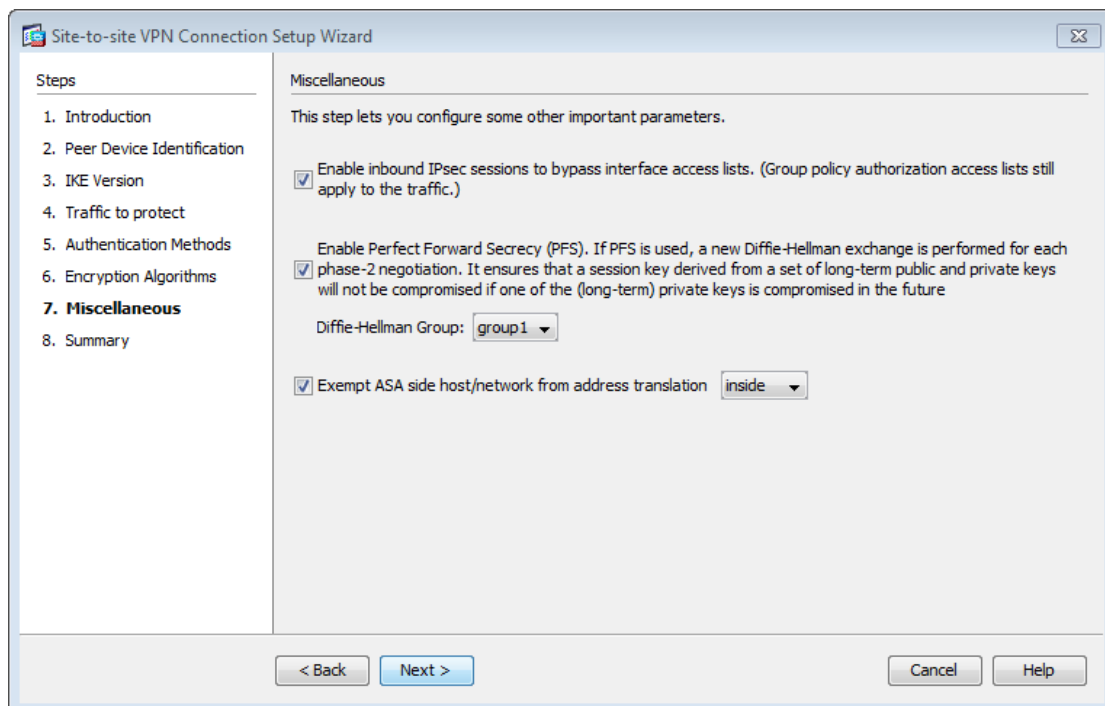 Site-to-site VPN Connection Setup Wizard
Steps
1. Introduction
2. Peer Device Identification
3. IKE Version
4. Traffic to protect
5. Authentication Methods
6. Encryption Algorithms
7. Miscellaneous
8. Summary
Miscellaneous
This step lets you configure some other important parameters.
Enable inbound IPsec sessions to bypass interface access lists. (Group policy authorization access lists still
apply to the traffic.)
Enable Perfect Forward Secrecy (PFS). If PFS is used, a new Diffie-Hellman exchange is performed for each
phase-2 negotiation. It ensures that a session key derived from a set of long-term public and private keys
will not be compromised if one of the (long-term) private keys is compromised in the future
Diffie-Hellman Group: group1
Exempt ASA side host/network from address translation inside
< Back Next > Cancel Help